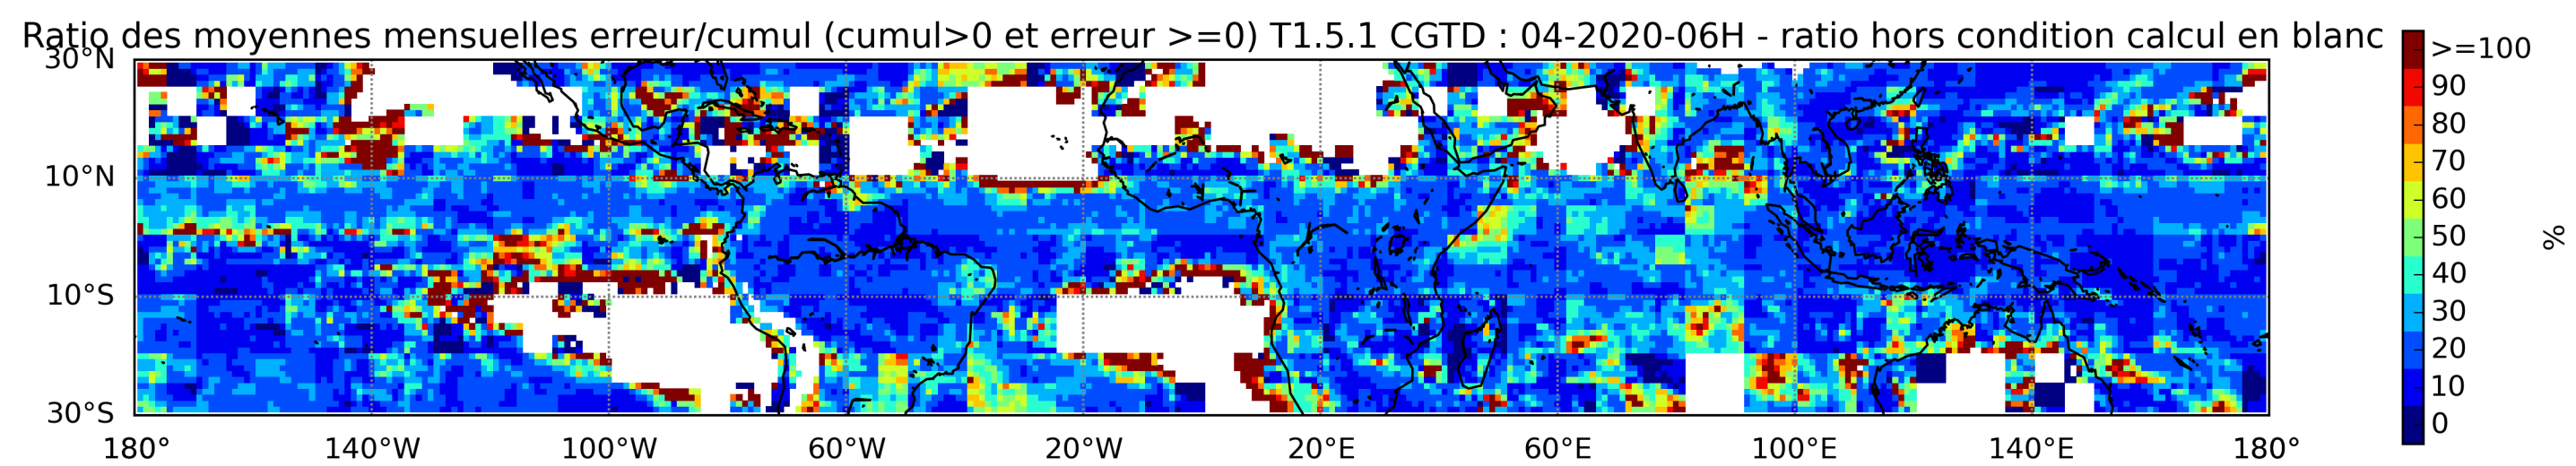 Ratio des moyennes mensuelles erreur/cumul (cumul>0 et erreur >=0) T1.5.1 CGTD : 04-2020-06H - ratio hors condition calcul en blanc
30°N
10°N
10°S
30°S
180° 140°W 100°W 60°W 20°W 20°E 60°E 100°E 140°E 180°
>=100
90
80
70
60
50
40
30
20
10
0
%